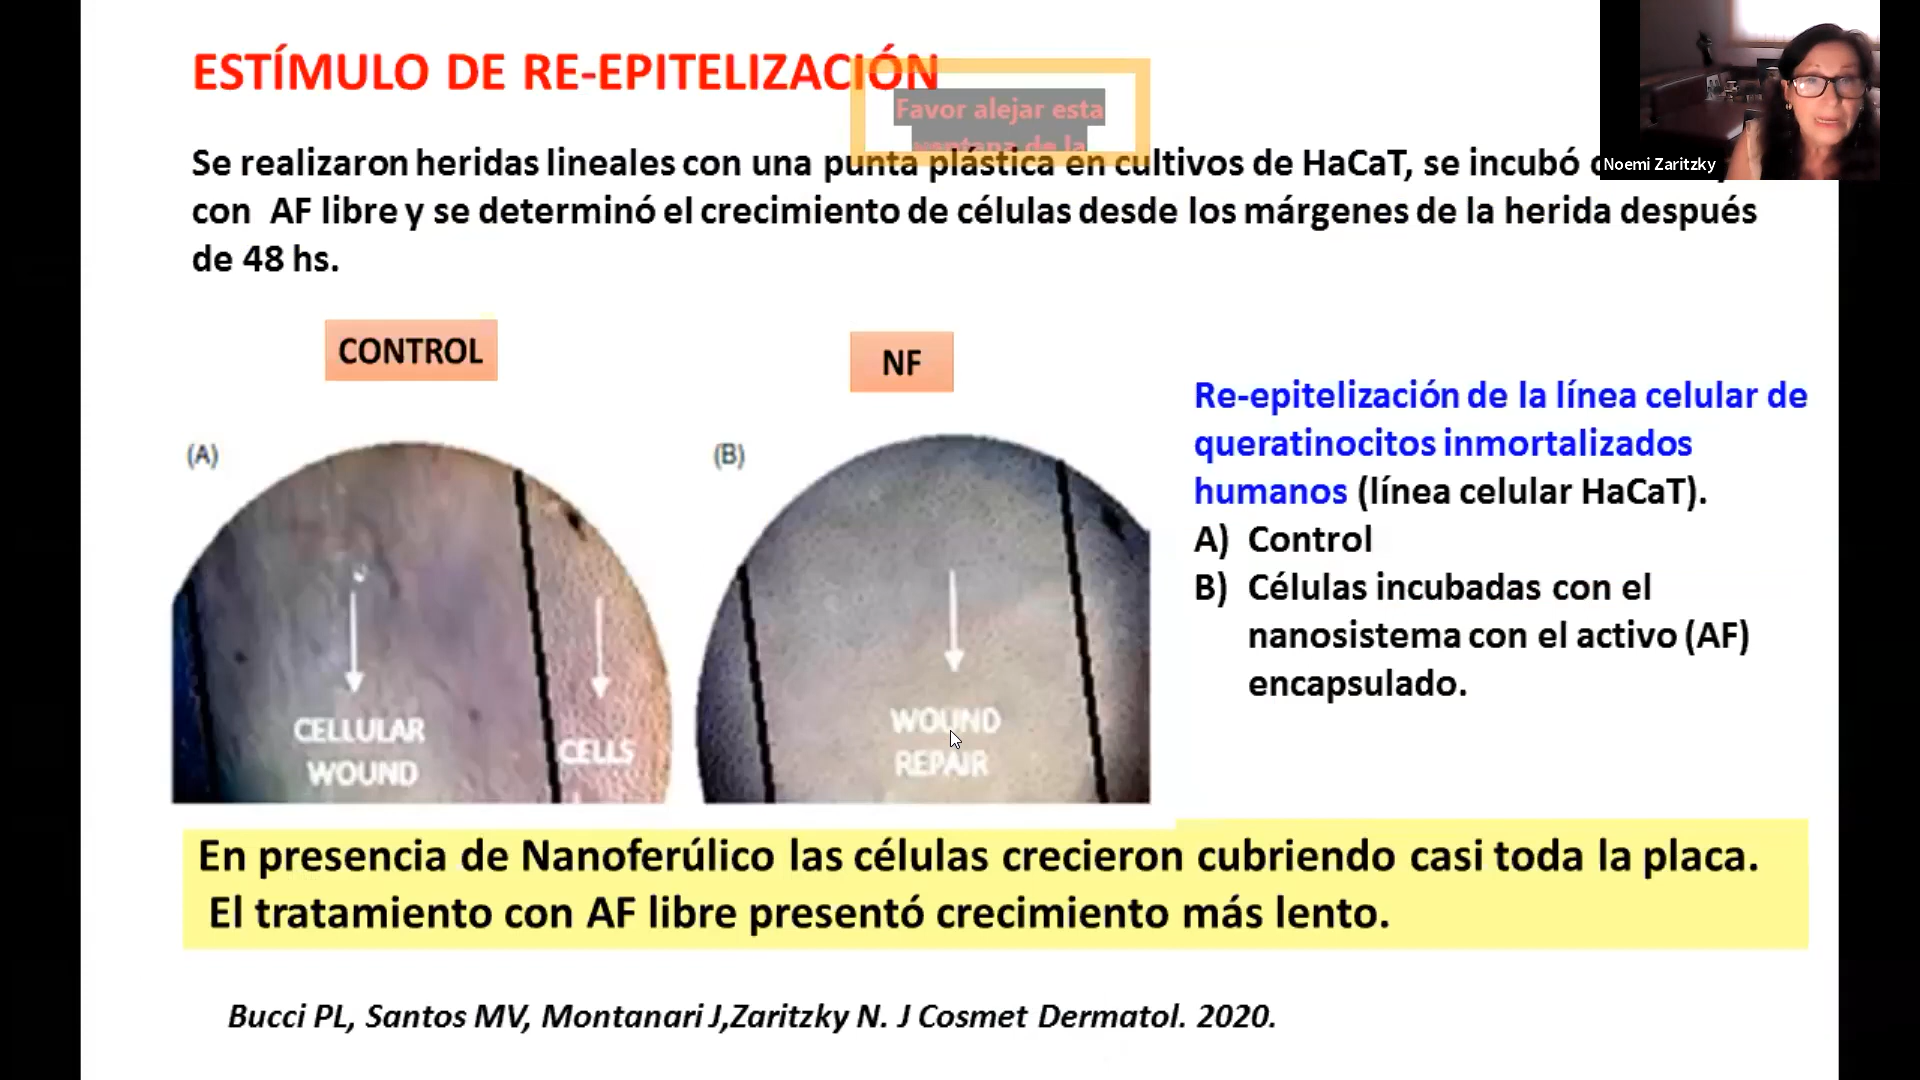 ESTÍMULO DE RE-EPITELIZACIÓN
Favor alejar esta
ventana de la
Noemi Zaritzky
Se realizaron heridas lineales con una punta plástica en cultivos de HaCaT, se incubó
con AF libre y se determinó el crecimiento de células desde los márgenes de la herida después
de 48 hs.
CONTROL
NF
(A)
(B)
CELLULAR
WOUND
CELLS
WOUND
REPAIR
Re-epitelización de la línea celular de
queratinocitos inmortalizados
humanos (línea celular HaCaT).
A) Control
B) Células incubadas con el
nanosistema con el activo (AF)
encapsulado.
En presencia de Nanoferúlico las células crecieron cubriendo casi toda la placa.
El tratamiento con AF libre presentó crecimiento más lento.
Bucci PL, Santos MV, Montanari J,Zaritzky N. J Cosmet Dermatol. 2020.